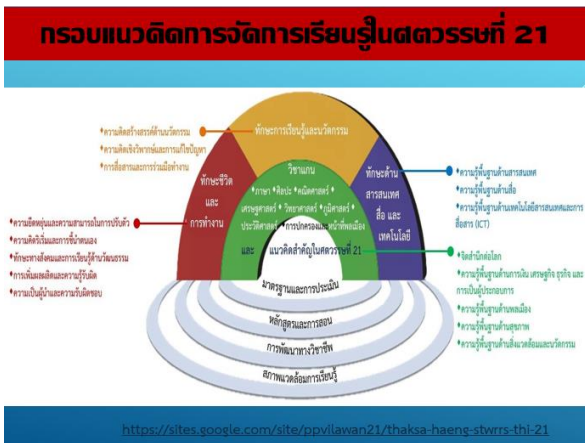 กรอบแนวคิดการจัดการเรียนรู้ในศตวรรษที่ 21
*ความคิดสร้างสรรค์ด้านนวัตกรรม
*ความคิดเชิงวิพากษ์และการแก้ไขปัญหา
*การสื่อสารและการร่วมมือทำงาน
ทักษะการเรียนรู้และนวัตกรรม
ทักษะชีวิต
และ
การทำงาน
วิชาแกน
*ภาษา *ศิลปะ *คณิตศาสตร์ *
เศรษฐศาสตร์ * วิทยาศาสตร์ *ภูมิศาสตร์ *
ประวัติศาสตร์ *การปกครองและหน้าที่พลเมือง
และ แนวคิดสำคัญในศตวรรษที่ 21
ทักษะด้าน
สารสนเทศ
สื่อ และ
เทคโนโลยี
*ความรู้พื้นฐานด้านสารสนเทศ
*ความรู้พื้นฐานด้านสื่อ
*ความรู้พื้นฐานด้านเทคโนโลยีสารสนเทศและการ
สื่อสาร (ICT)
*ความยืดหยุ่นและความสามารถในการปรับตัว
*ความคิดริเริ่มและการชี้นำตนเอง
*ทักษะทางสังคมและการเรียนรู้ด้านวัฒนธรรม
*การเพิ่มผลผลิตและความรู้รับผิด
*ความเป็นผู้นำและความรับผิดชอบ
*จิตสำนึกต่อโลก
*ความรู้พื้นฐานด้านการเงิน เศรษฐกิจ ธุรกิจ และ
การเป็นผู้ประกอบการ
*ความรู้พื้นฐานด้านพลเมือง
*ความรู้พื้นฐานด้านสุขภาพ
*ความรู้พื้นฐานด้านสิ่งแวดล้อมและนวัตกรรม
มาตรฐานและการประเมิน
หลักสูตรและการสอน
การพัฒนาทางวิชาชีพ
สภาพแวดล้อมการเรียนรู้
https://sites.google.com/site/ppvilawan21/thaksa-haeng-stwrrs-thi-21